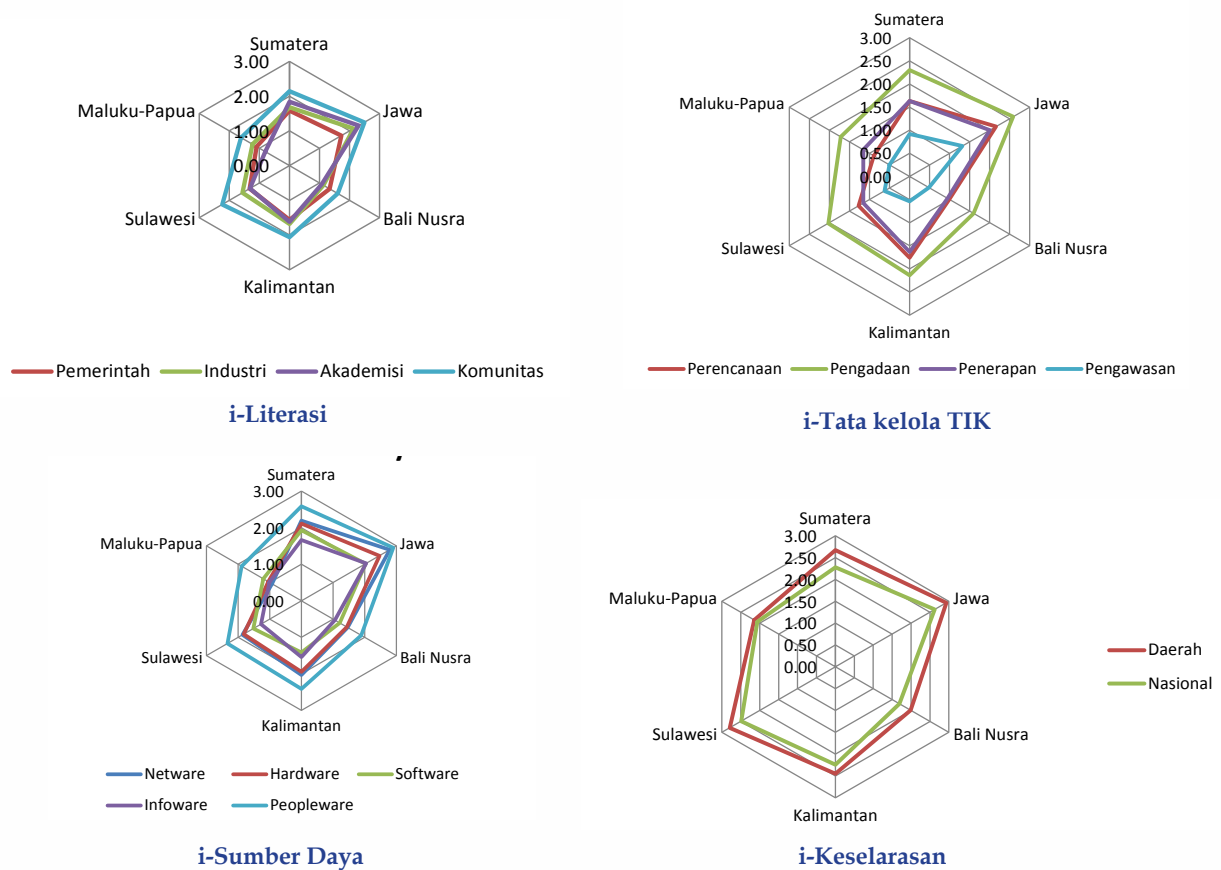 Sumatera
3.00
2.00
1.00
0.00
Jawa
Bali Nusra
Kalimantan
Sulawesi
Maluku-Papua
Pemerintah Industri Akademisi Komunitas
i-Literasi
Sumatera
3.00
2.50
2.00
1.50
1.00
0.50
0.00
Jawa
Bali Nusra
Kalimantan
Sulawesi
Maluku-Papua
Perencanaan Pengadaan Penerapan Pengawasan
i-Tata kelola TIK
Sumatera
3.00
2.00
1.00
0.00
Jawa
Bali Nusra
Kalimantan
Sulawesi
Maluku-Papua
Netware Hardware Software
Infoware Peopleware
i-Sumber Daya
Sumatera
3.00
2.50
2.00
1.50
1.00
0.50
0.00
Jawa
Bali Nusra
Kalimantan
Sulawesi
Maluku-Papua
Daerah
Nasional
i-Keselarasan